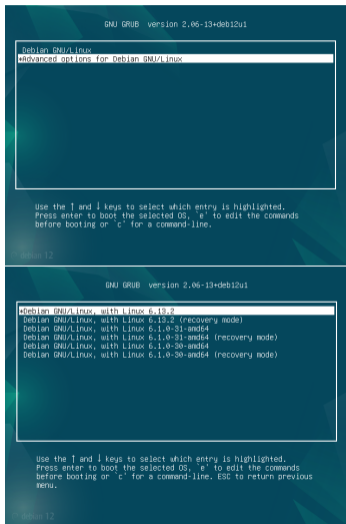 GNU GRUB  version 2.06-13+deb12u1
Debian GNU/Linux
*Advanced options for Debian GNU/Linux
Use the ↑ and ↓ keys to select which entry is highlighted.
Press enter to boot the selected OS, `e' to edit the commands
before booting or `c' for a command-line.
GNU GRUB  version 2.06-13+deb12u1
*Debian GNU/Linux, with Linux 6.13.2
Debian GNU/Linux, with Linux 6.13.2 (recovery mode)
Debian GNU/Linux, with Linux 6.1.0-31-amd64
Debian GNU/Linux, with Linux 6.1.0-31-amd64 (recovery mode)
Debian GNU/Linux, with Linux 6.1.0-30-amd64
Debian GNU/Linux, with Linux 6.1.0-30-amd64 (recovery mode)
Use the ↑ and ↓ keys to select which entry is highlighted.
Press enter to boot the selected OS, `e' to edit the commands
before booting or `c' for a command-line. ESC to return previous
menu.